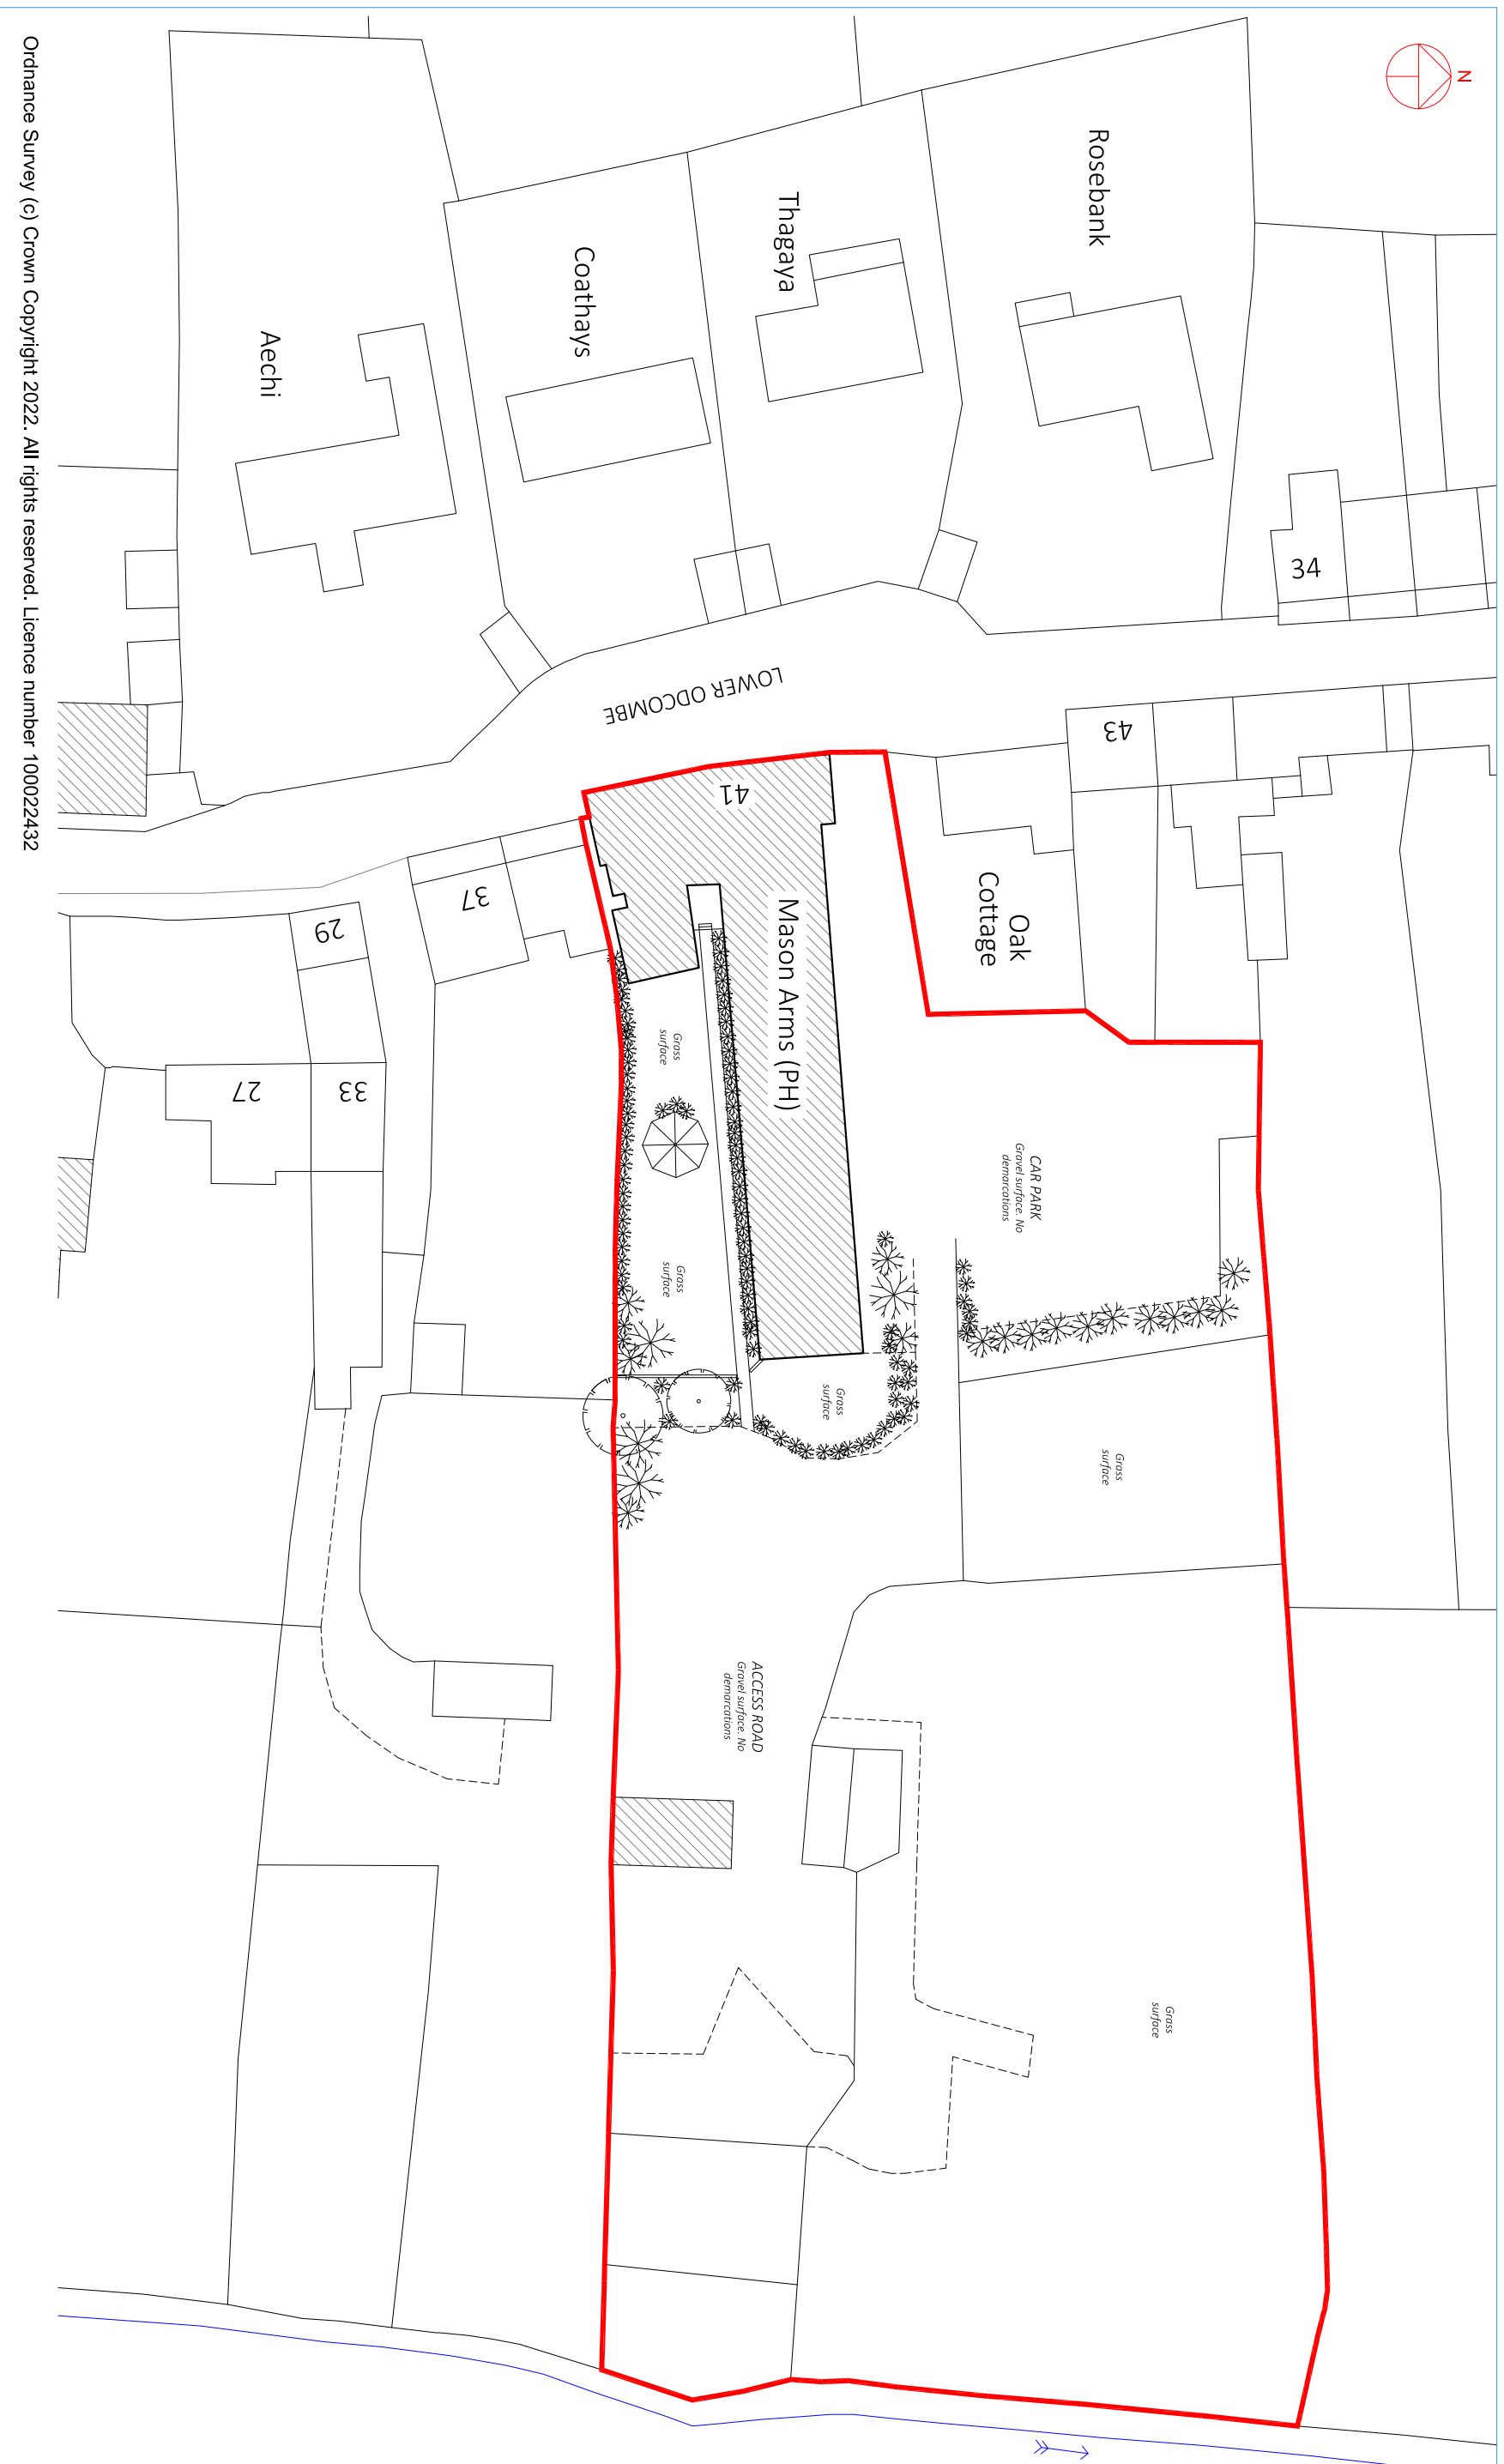 N
Rosebank
Thagaya
Coathays
Aechi
34
LOWER ODCOMBE
43
41
Oak
Cottage
Mason Arms (PH)
37
29
33
27
Grass
surface
CAR PARK
Gravel surface. No
demarcations
Grass
surface
Grass
surface
Grass
surface
ACCESS ROAD
Gravel surface. No
demarcations
Grass
surface
Ordnance Survey (c) Crown Copyright 2022. All rights reserved. Licence number 100022432